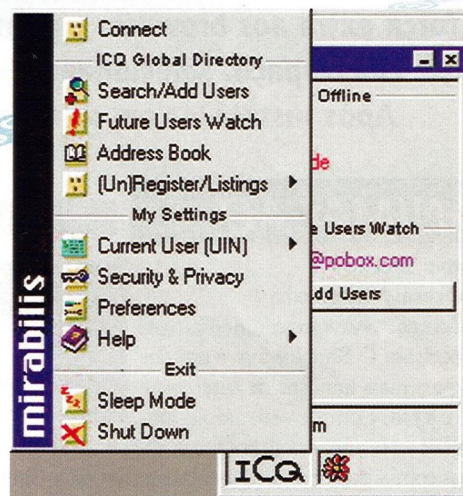 Connect
ICQ Global Directory
Search/Add Users
Future Users Watch
Address Book
(Un)Register/Listings
My Settings
Current User (UIN)
Security & Privacy
Preferences
Help
Exit
Sleep Mode
Shut Down
mirabilis
Offline
de
e Users Watch
@pobox.com
dd Users
m
ICQ